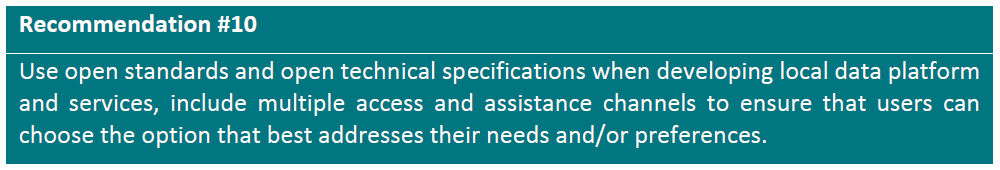 Recommendation #10
Use open standards and open technical specifications when developing local data platform
and services, include multiple access and assistance channels to ensure that users can
choose the option that best addresses their needs and/or preferences.